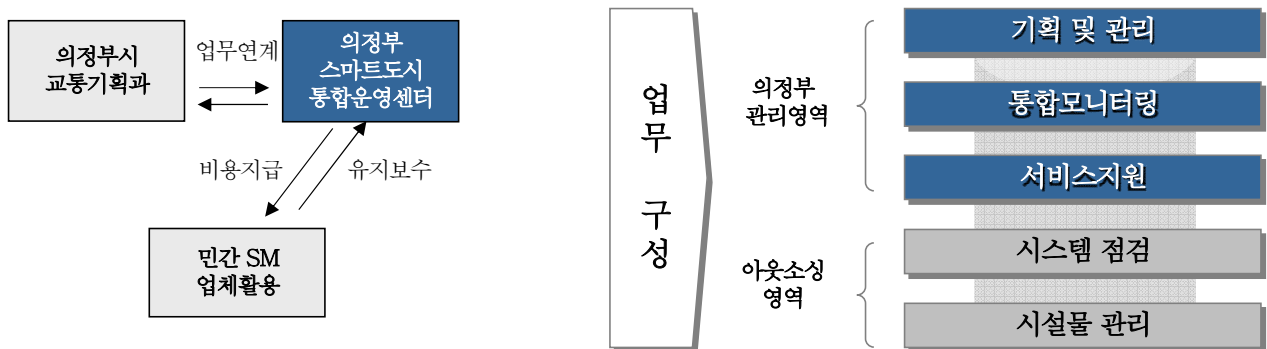 의정부시
교통기획과
업무연계
의정부
스마트도시
통합운영센터
비용지급
유지보수
민간 SM
업체활용
업무 구성
의정부
관리영역
아웃소싱
영역
기획 및 관리
통합모니터링
서비스지원
시스템 점검
시설물 관리